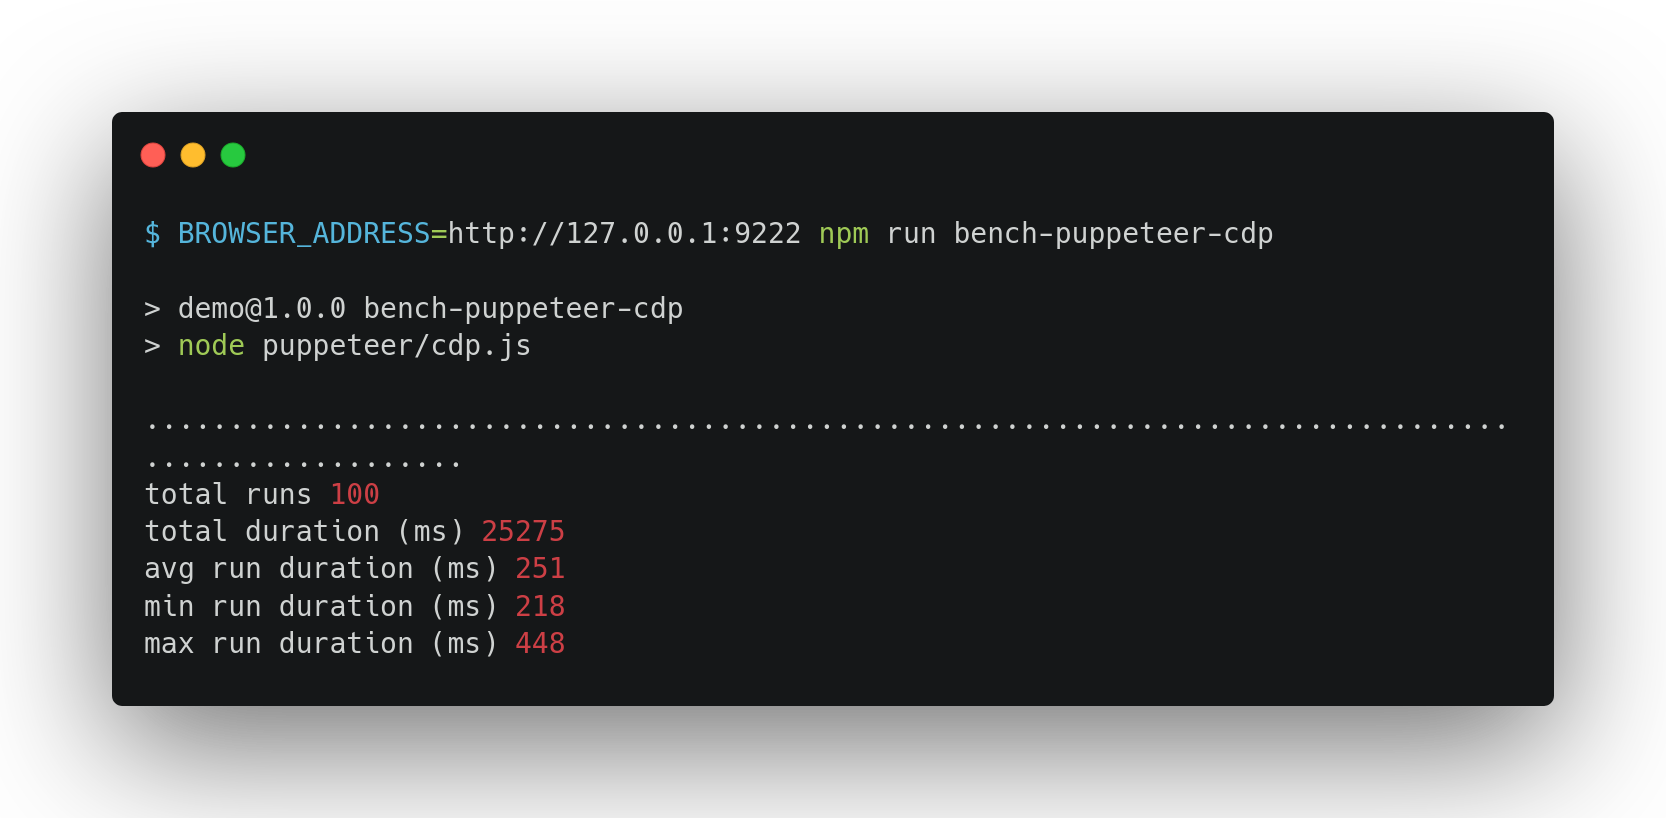 $ BROWSER_ADDRESS=http://127.0.0.1:9222 npm run bench-puppeteer-cdp
> demo@1.0.0 bench-puppeteer-cdp
> node puppeteer/cdp.js
.................................................................................
...................
total runs 100
total duration (ms) 25275
avg run duration (ms) 251
min run duration (ms) 218
max run duration (ms) 448